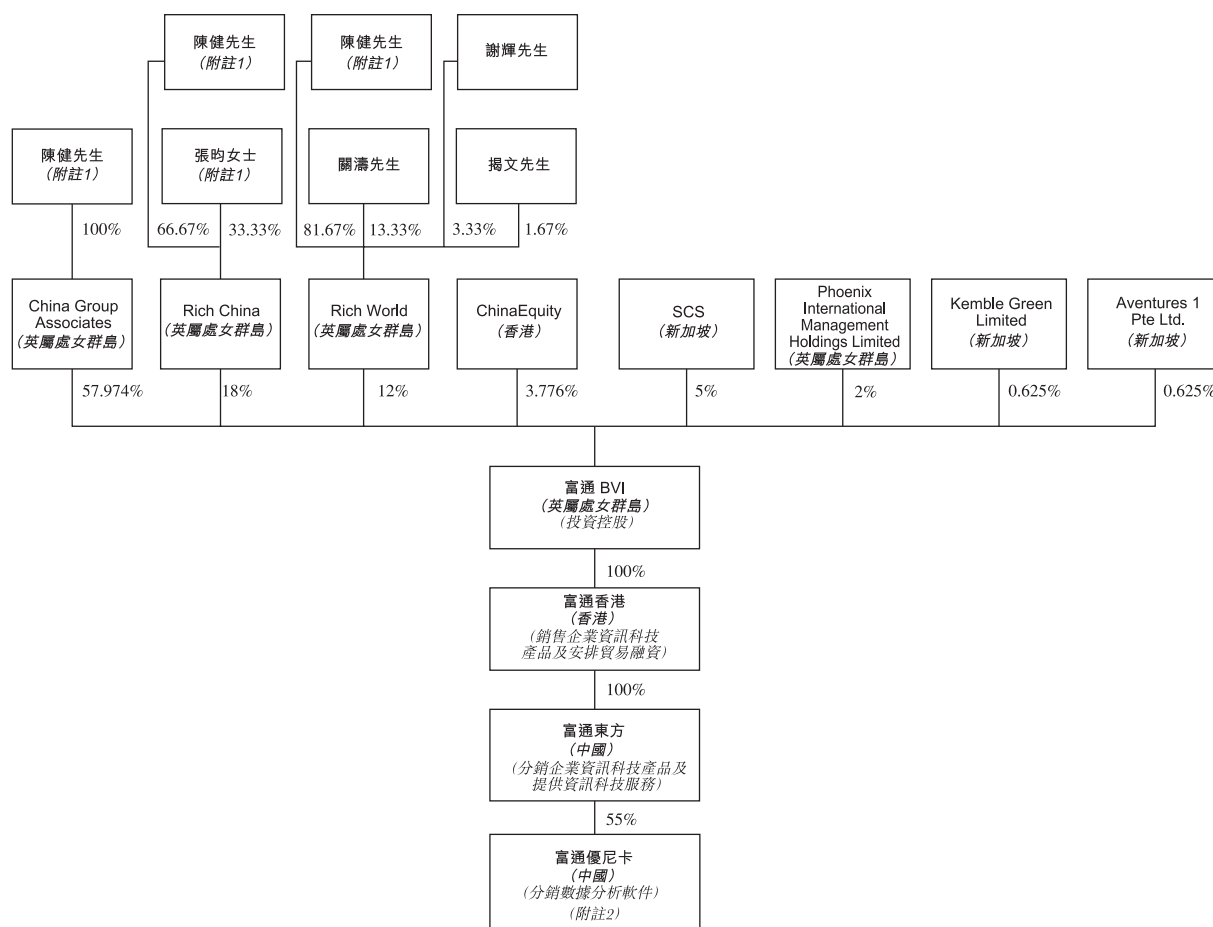 陳健先生
(附註1)
陳健先生
(附註1)
謝輝先生
陳健先生
(附註1)
張昀女士
(附註1)
關濤先生
揭文先生
100%
66.67%
33.33%
81.67%
13.33%
3.33%
1.67%
China Group
Associates
(英屬處女群島)
Rich China
(英屬處女群島)
Rich World
(英屬處女群島)
ChinaEquity
(香港)
SCS
(新加坡)
Phoenix
International
Management
Holdings Limited
(英屬處女群島)
Kemble Green
Limited
(新加坡)
Aventures 1
Pte Ltd.
(新加坡)
57.974%
18%
12%
3.776%
5%
2%
0.625%
0.625%
富通 BVI
(英屬處女群島)
(投資控股)
100%
富通香港
(香港)
(銷售企業資訊科技
產品及安排貿易融資)
100%
富通東方
(中國)
(分銷企業資訊科技產品及
提供資訊科技服務)
55%
富通優尼卡
(中國)
(分銷數據分析軟件)
(附註2)